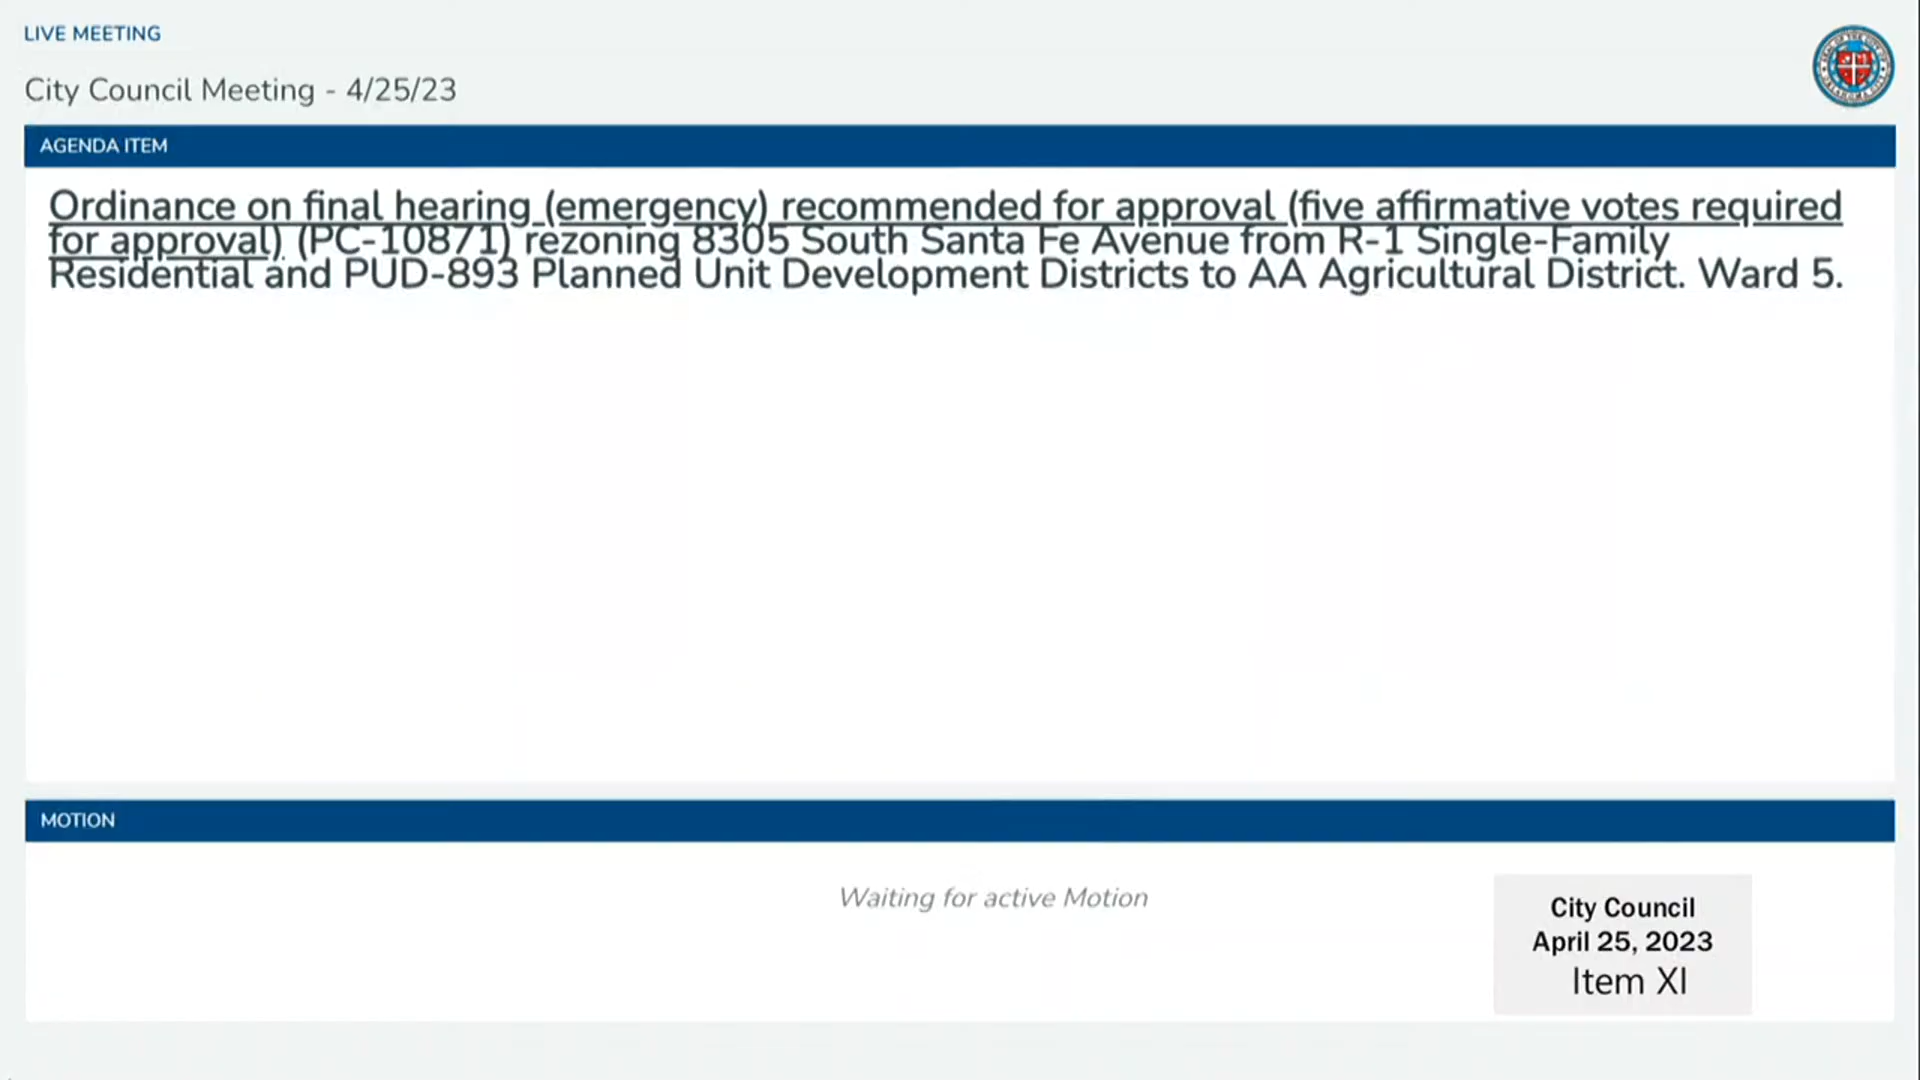 LIVE MEETING
City Council Meeting - 4/25/23
AGENDA ITEM
Ordinance on final hearing (emergency) recommended for approval (five affirmative votes required
for approval) (PC-10871) rezoning 8305 South Santa Fe Avenue from R-1 Single-Family
Residential and PUD-893 Planned Unit Development Districts to AA Agricultural District. Ward 5.
MOTION
Waiting for active Motion
City Council
April 25, 2023
Item XI